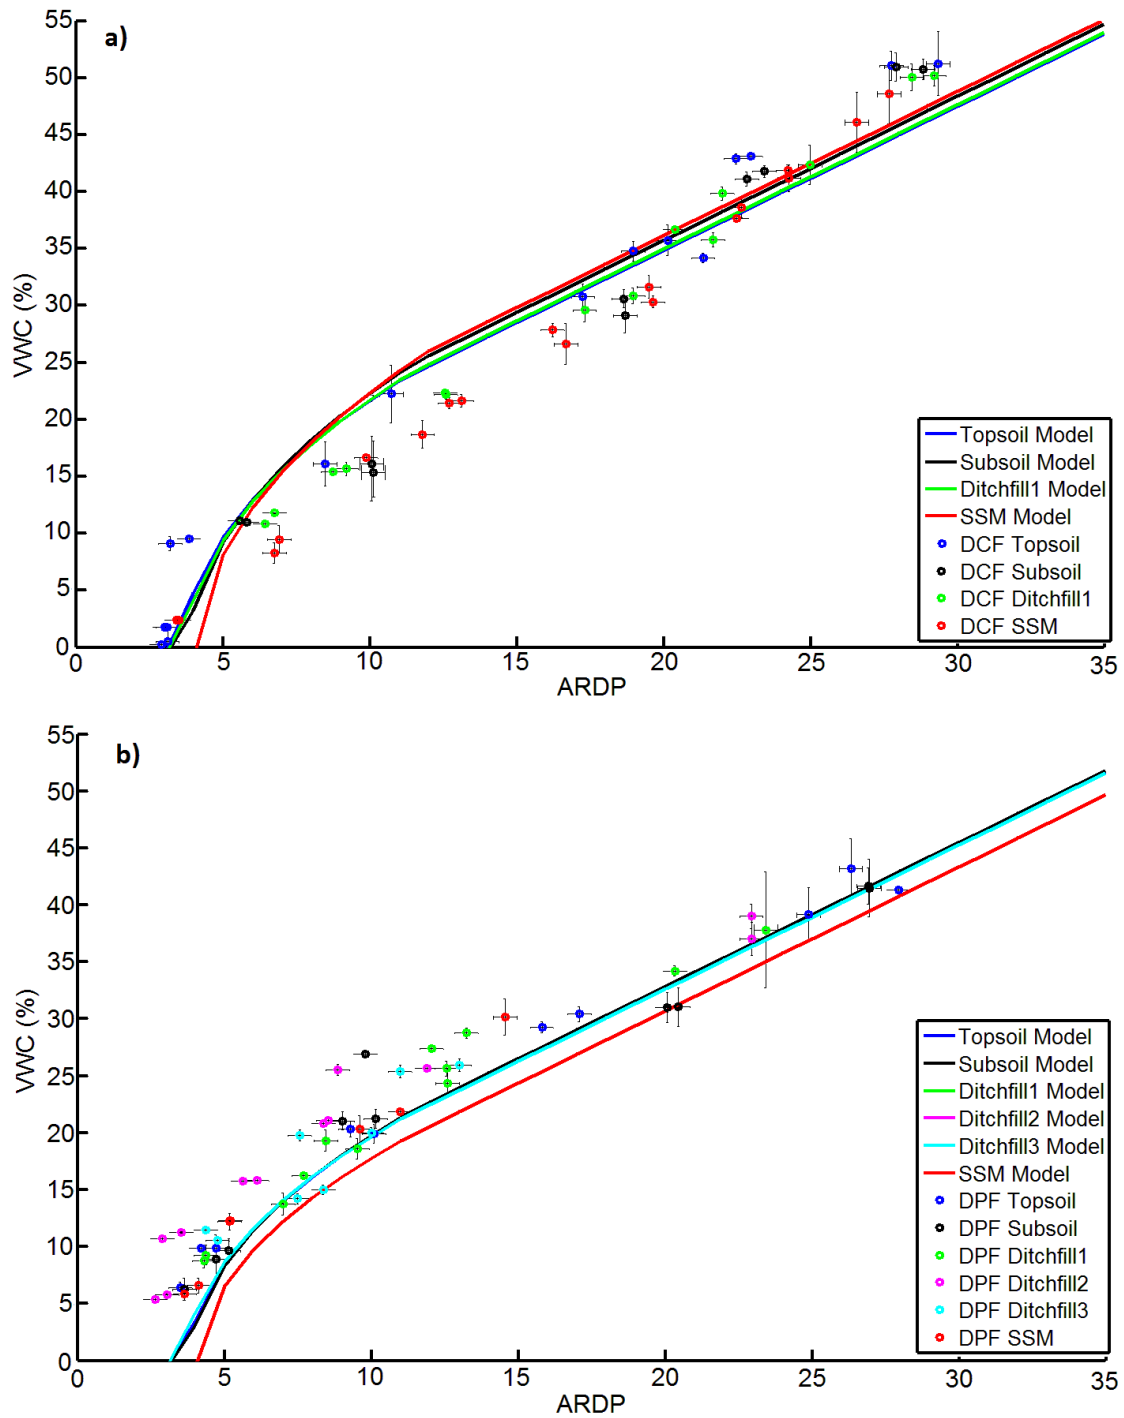 a)
55
50
45
40
35
30
25
20
15
10
5
0
VWC (%)
0 5 10 15 20 25 30 35
ARDP
Topsoil Model
Subsoil Model
Ditchfill1 Model
SSM Model
DCF Topsoil
DCF Subsoil
DCF Ditchfill1
DCF SSM
b)
55
50
45
40
35
30
25
20
15
10
5
0
VWC (%)
0 5 10 15 20 25 30 35
ARDP
Topsoil Model
Subsoil Model
Ditchfill1 Model
Ditchfill2 Model
Ditchfill3 Model
SSM Model
DPF Topsoil
DPF Subsoil
DPF Ditchfill1
DPF Ditchfill2
DPF Ditchfill3
DPF SSM